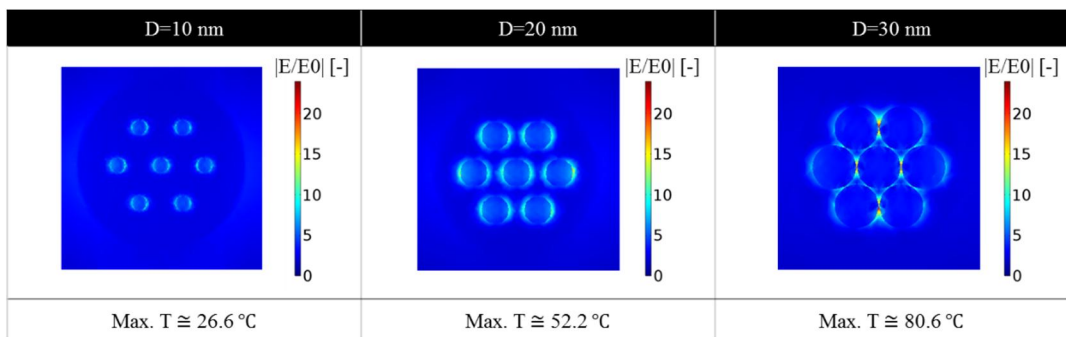 D=10 nm
D=20 nm
D=30 nm
|E/E0| [-]
20
15
10
5
0
|E/E0| [-]
20
15
10
5
0
|E/E0| [-]
20
15
10
5
0
Max. T ≅ 26.6 ℃
Max. T ≅ 52.2 ℃
Max. T ≅ 80.6 ℃